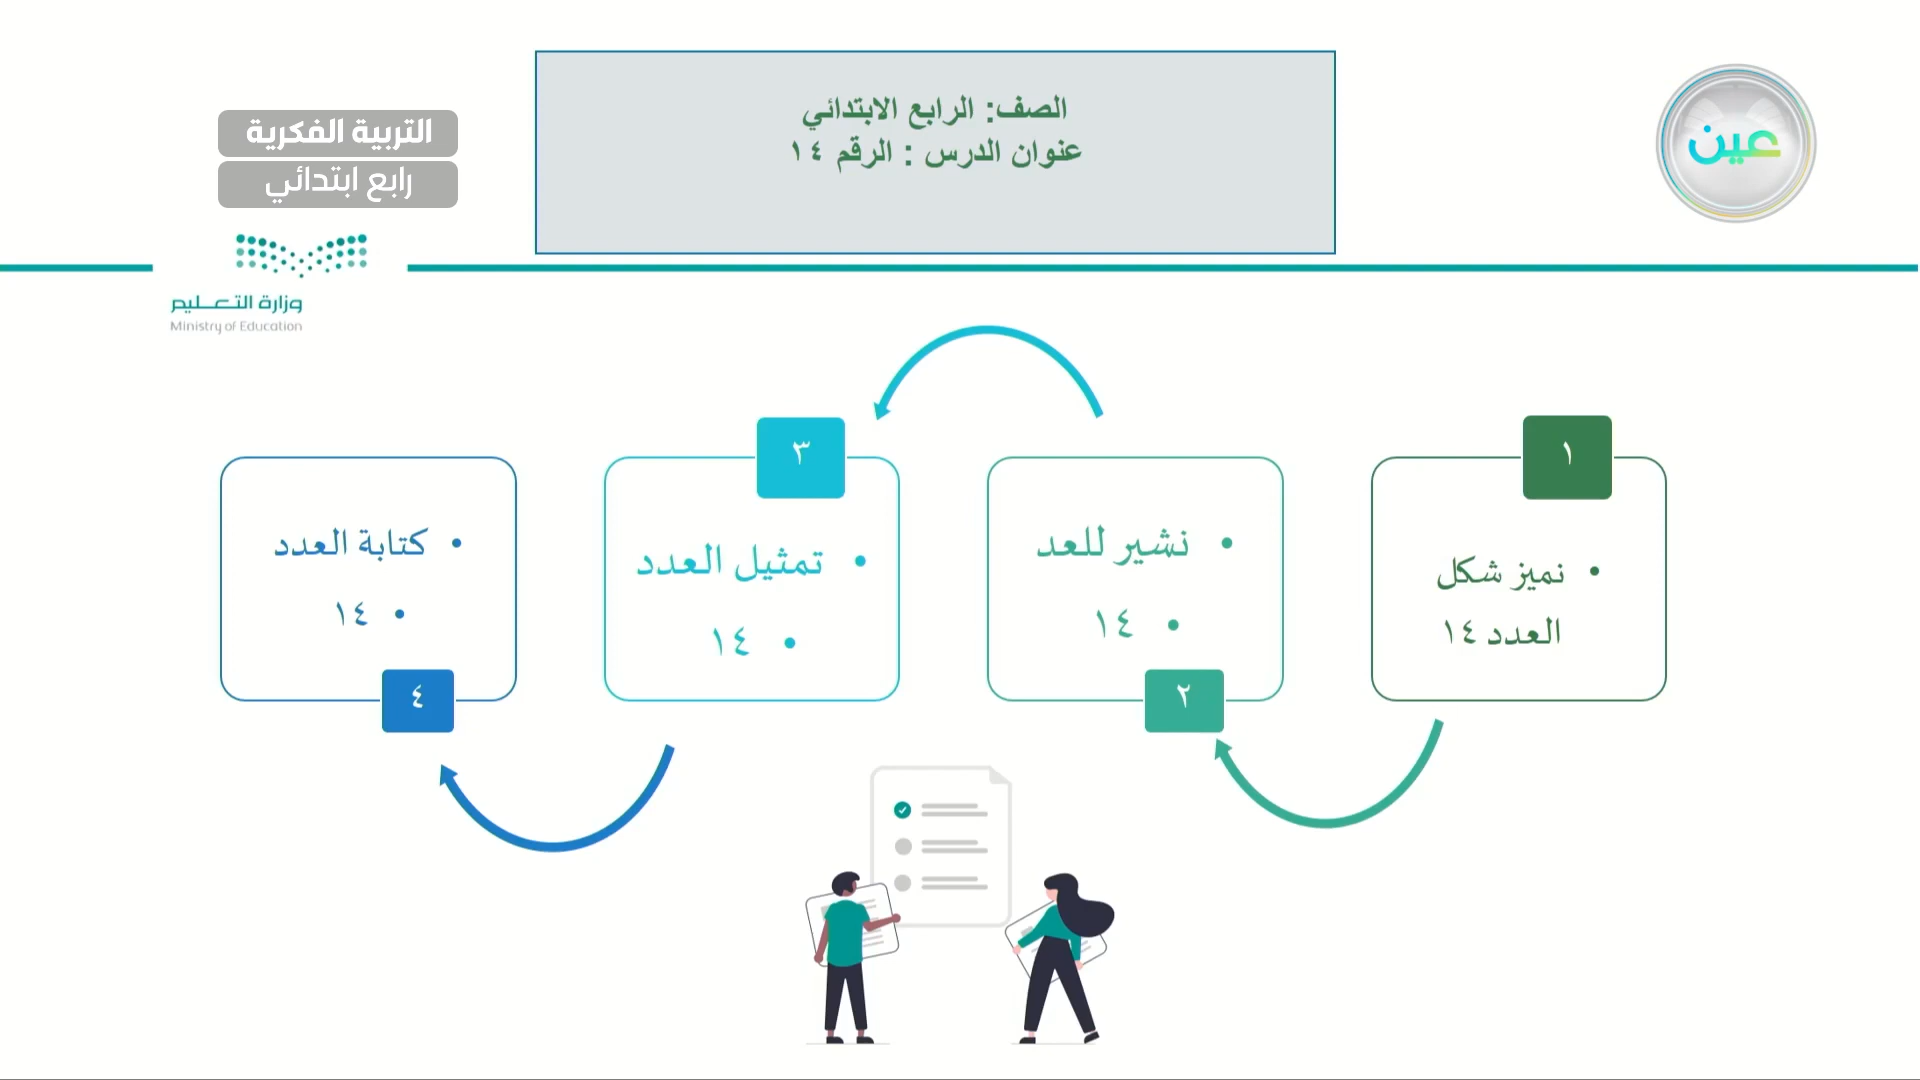 الصف: الرابع الابتدائي
عنوان الدرس : الرقم ١٤
عين
التربية الفكرية
رابع ابتدائي
وزارة التعليم
Ministry of Education
١
• نميز شكل
العدد ١٤
٢
• نشير للعد
• ١٤
٣
• تمثيل العدد
• ١٤
٤
• كتابة العدد
• ١٤